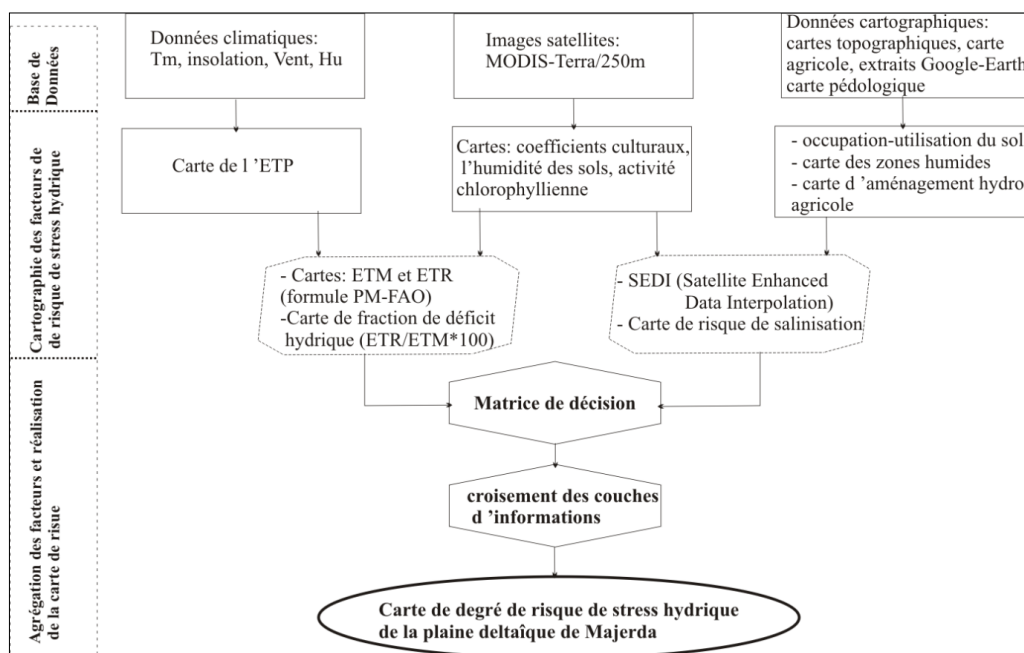 Base de
Données
Données climatiques:
Tm, insolation, Vent, Hu
Images satellites:
MODIS-Terra/250m
Données cartographiques:
cartes topographiques, carte
agricole, extraits Google-Earth
carte pédologique
Cartographie des facteurs de
de risque de stress hydrique
Carte de l 'ETP
Cartes: coefficients culturaux,
l'humidité des sols, activité
chlorophyllienne
- occupation-utilisation du sol
- carte des zones humides
- carte d 'aménagement hydro
agricole
- Cartes: ETM et ETR
(formule PM-FAO)
-Carte de fraction de déficit
hydrique (ETR/ETM*100)
- SEDI (Satellite Enhanced
Data Interpolation)
- Carte de risque de salinisation
Agrégation des facteurs et réalisation
de la carte de risue
Matrice de décision
croisement des couches
d 'informations
Carte de degré de risque de stress hydrique
de la plaine deltaîque de Majerda